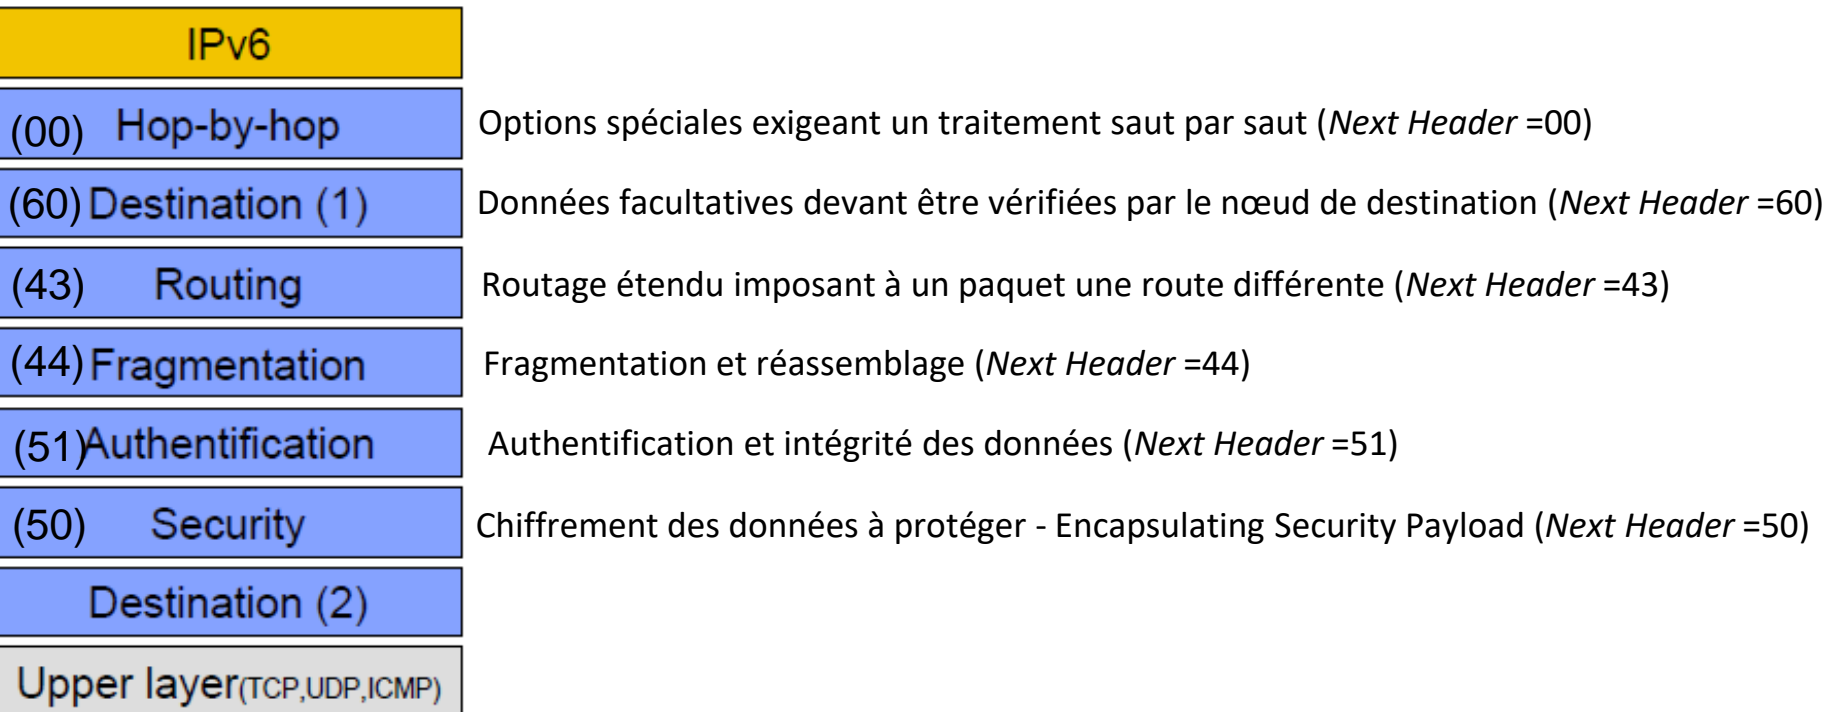 IPv6
(00) Hop-by-hop Options spéciales exigeant un traitement saut par saut (Next Header =00)
(60) Destination (1) Données facultatives devant être vérifiées par le nœud de destination (Next Header =60)
(43) Routing Routage étendu imposant à un paquet une route différente (Next Header =43)
(44) Fragmentation Fragmentation et réassemblage (Next Header =44)
(51) Authentification Authentification et intégrité des données (Next Header =51)
(50) Security Chiffrement des données à protéger - Encapsulating Security Payload (Next Header =50)
Destination (2)
Upper layer(TCP,UDP,ICMP)